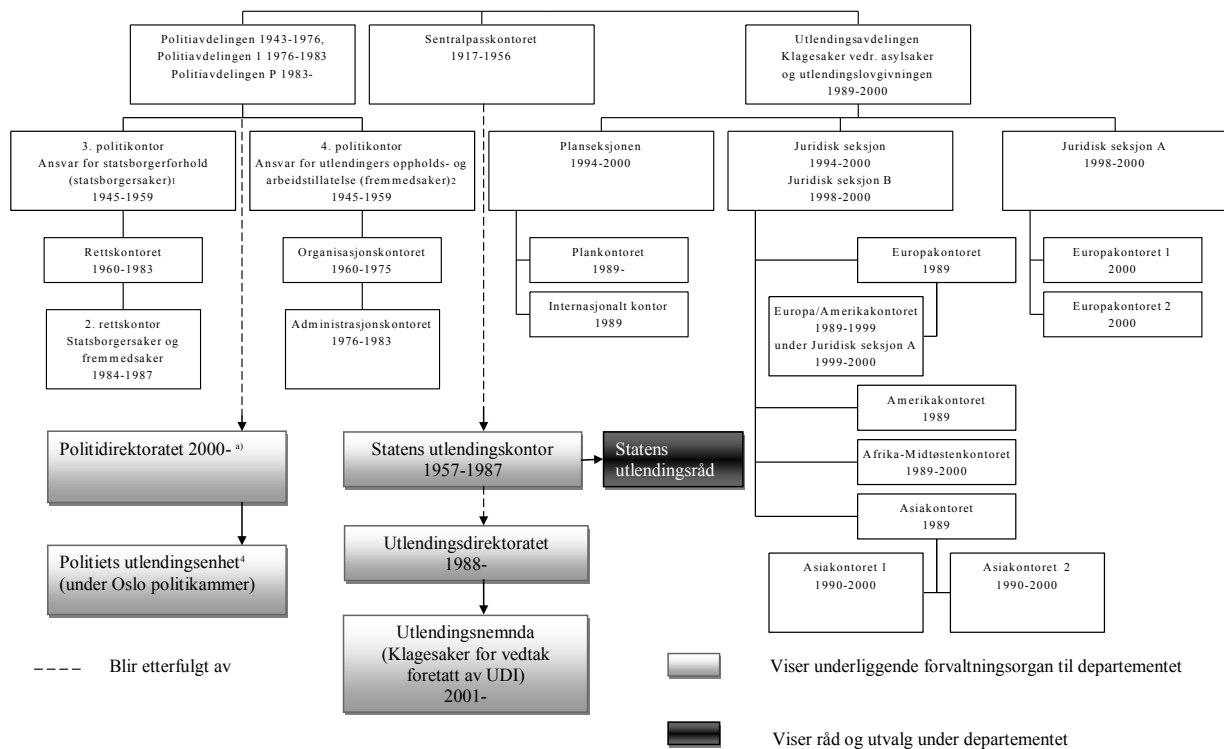 Politiavdelingen 1943-1976,
Politiavdelingen 1 1976-1983
Politiavdelingen P 1983-
Sentralpasskontoret
1917-1956
Utlendingsavdelingen
Klagesaker vedr. asylsaker
og utlendingslovgivningen
1989-2000
3. politikontor
Ansvar for statsborgerforhold
(statsborgersaker)1
1945-1959
4. politikontor
Ansvar for utlendingers oppholds- og
arbeidstillatelse (fremmedsaker)2
1945-1959
Planseksjonen
1994-2000
Juridisk seksjon
1994-2000
Juridisk seksjon B
1998-2000
Juridisk seksjon A
1998-2000
Rettskontoret
1960-1983
Organisasjonskontoret
1960-1975
Plankontoret
1989-
Europakontoret
1989
Europakontoret 1
2000
2. rettskontor
Statsborgersaker og
fremmedsaker
1984-1987
Administrasjonskontoret
1976-1983
Internasjonalt kontor
1989
Europa/Amerikakontoret
1989-1999
under Juridisk seksjon A
1999-2000
Europakontoret 2
2000
Amerikakontoret
1989
Politidirektoratet 2000- a)
Statens utlendingskontor
1957-1987
Statens
utlendingsråd
Afrika-Midtøstenkontoret
1989-2000
Asiakontoret
1989
Politiets utlendingsenhet4
(under Oslo politikammer)
Utlendingsdirektoratet
1988-
Asiakontoret 1
1990-2000
Asiakontoret 2
1990-2000
Utlendingsnemnda
(Klagesaker for vedtak
foretatt av UDI)
2001-
Blir etterfulgt av
Viser underliggende forvaltningsorgan til departementet
Viser råd og utvalg under departementet